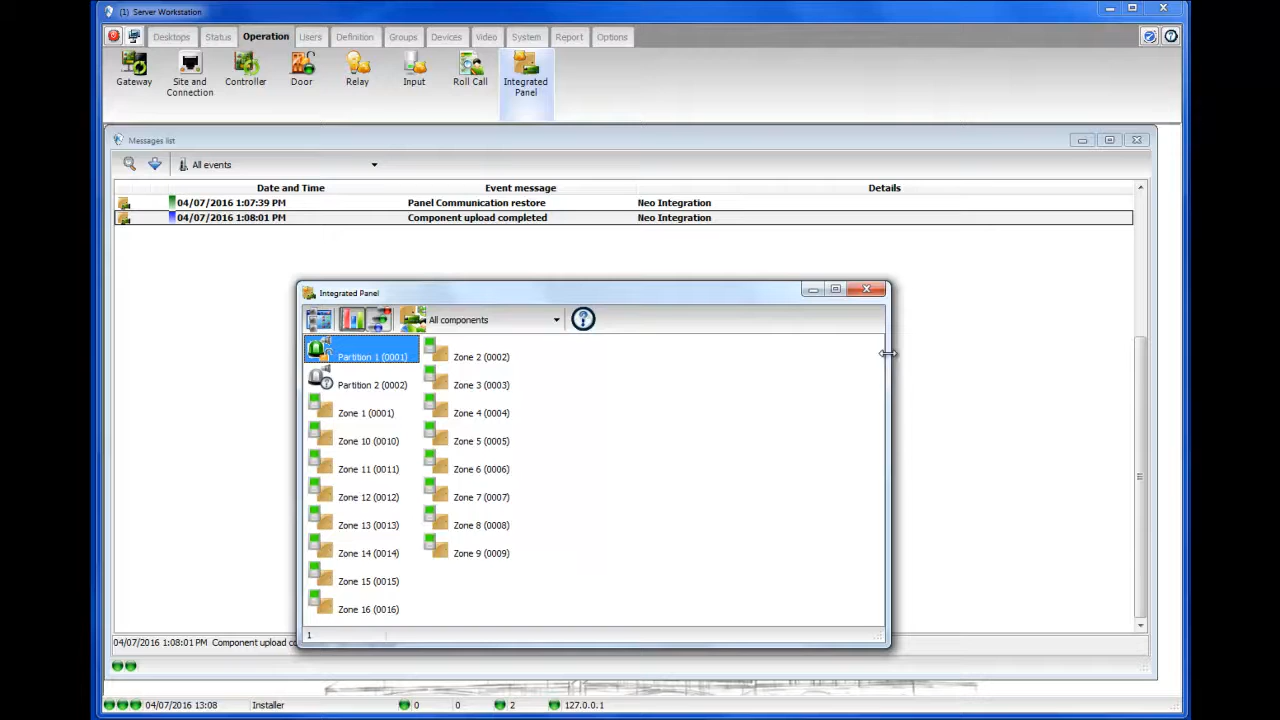 (1) Server Workstation
Desktops Status Operation Users Definition Groups Devices Video System Report Options
Gateway Site and Connection Controller Door Relay Input Roll Call Integrated Panel
Messages list
All events
Date and Time Event message Details
04/07/2016 1:07:39 PM Panel Communication restore Neo Integration
04/07/2016 1:08:01 PM Component upload completed Neo Integration
Integrated Panel
All components
Partition 1 (0001) Zone 2 (0002)
Partition 2 (0002) Zone 3 (0003)
Zone 1 (0001) Zone 4 (0004)
Zone 10 (0010) Zone 5 (0005)
Zone 11 (0011) Zone 6 (0006)
Zone 12 (0012) Zone 7 (0007)
Zone 13 (0013) Zone 8 (0008)
Zone 14 (0014) Zone 9 (0009)
Zone 15 (0015)
Zone 16 (0016)
1
04/07/2016 1:08:01 PM Component upload
04/07/2016 13:08 Installer 0 0 2 127.0.0.1